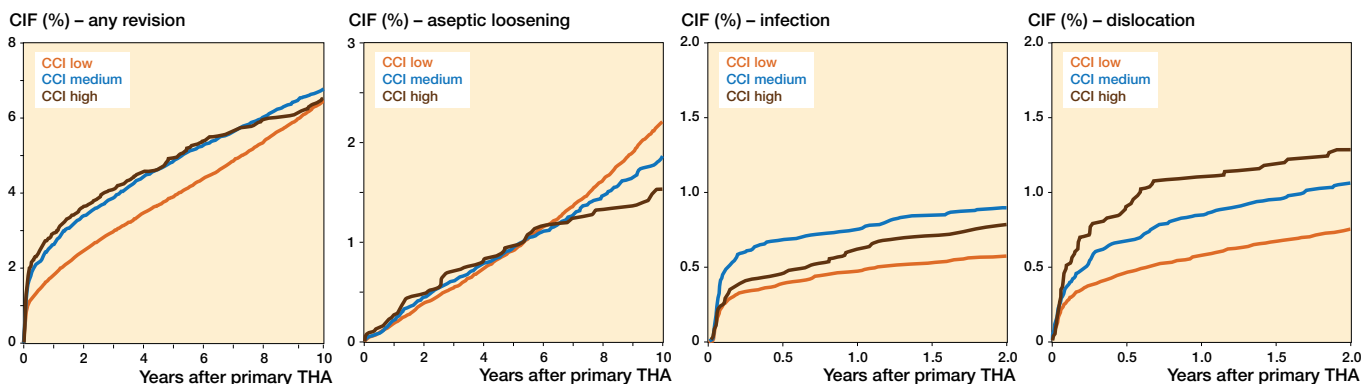 CIF (%) – any revision
8
6
4
2
0
CCI low
CCI medium
CCI high
0 2 4 6 8 10
Years after primary THA
CIF (%) – aseptic loosening
3
2
1
0
CCI low
CCI medium
CCI high
0 2 4 6 8 10
Years after primary THA
CIF (%) – infection
2.0
1.5
1.0
0.5
0
CCI low
CCI medium
CCI high
0 0.5 1.0 1.5 2.0
Years after primary THA
CIF (%) – dislocation
2.0
1.5
1.0
0.5
0
CCI low
CCI medium
CCI high
0.0 0.5 1.0 1.5 2.0
Years after primary THA